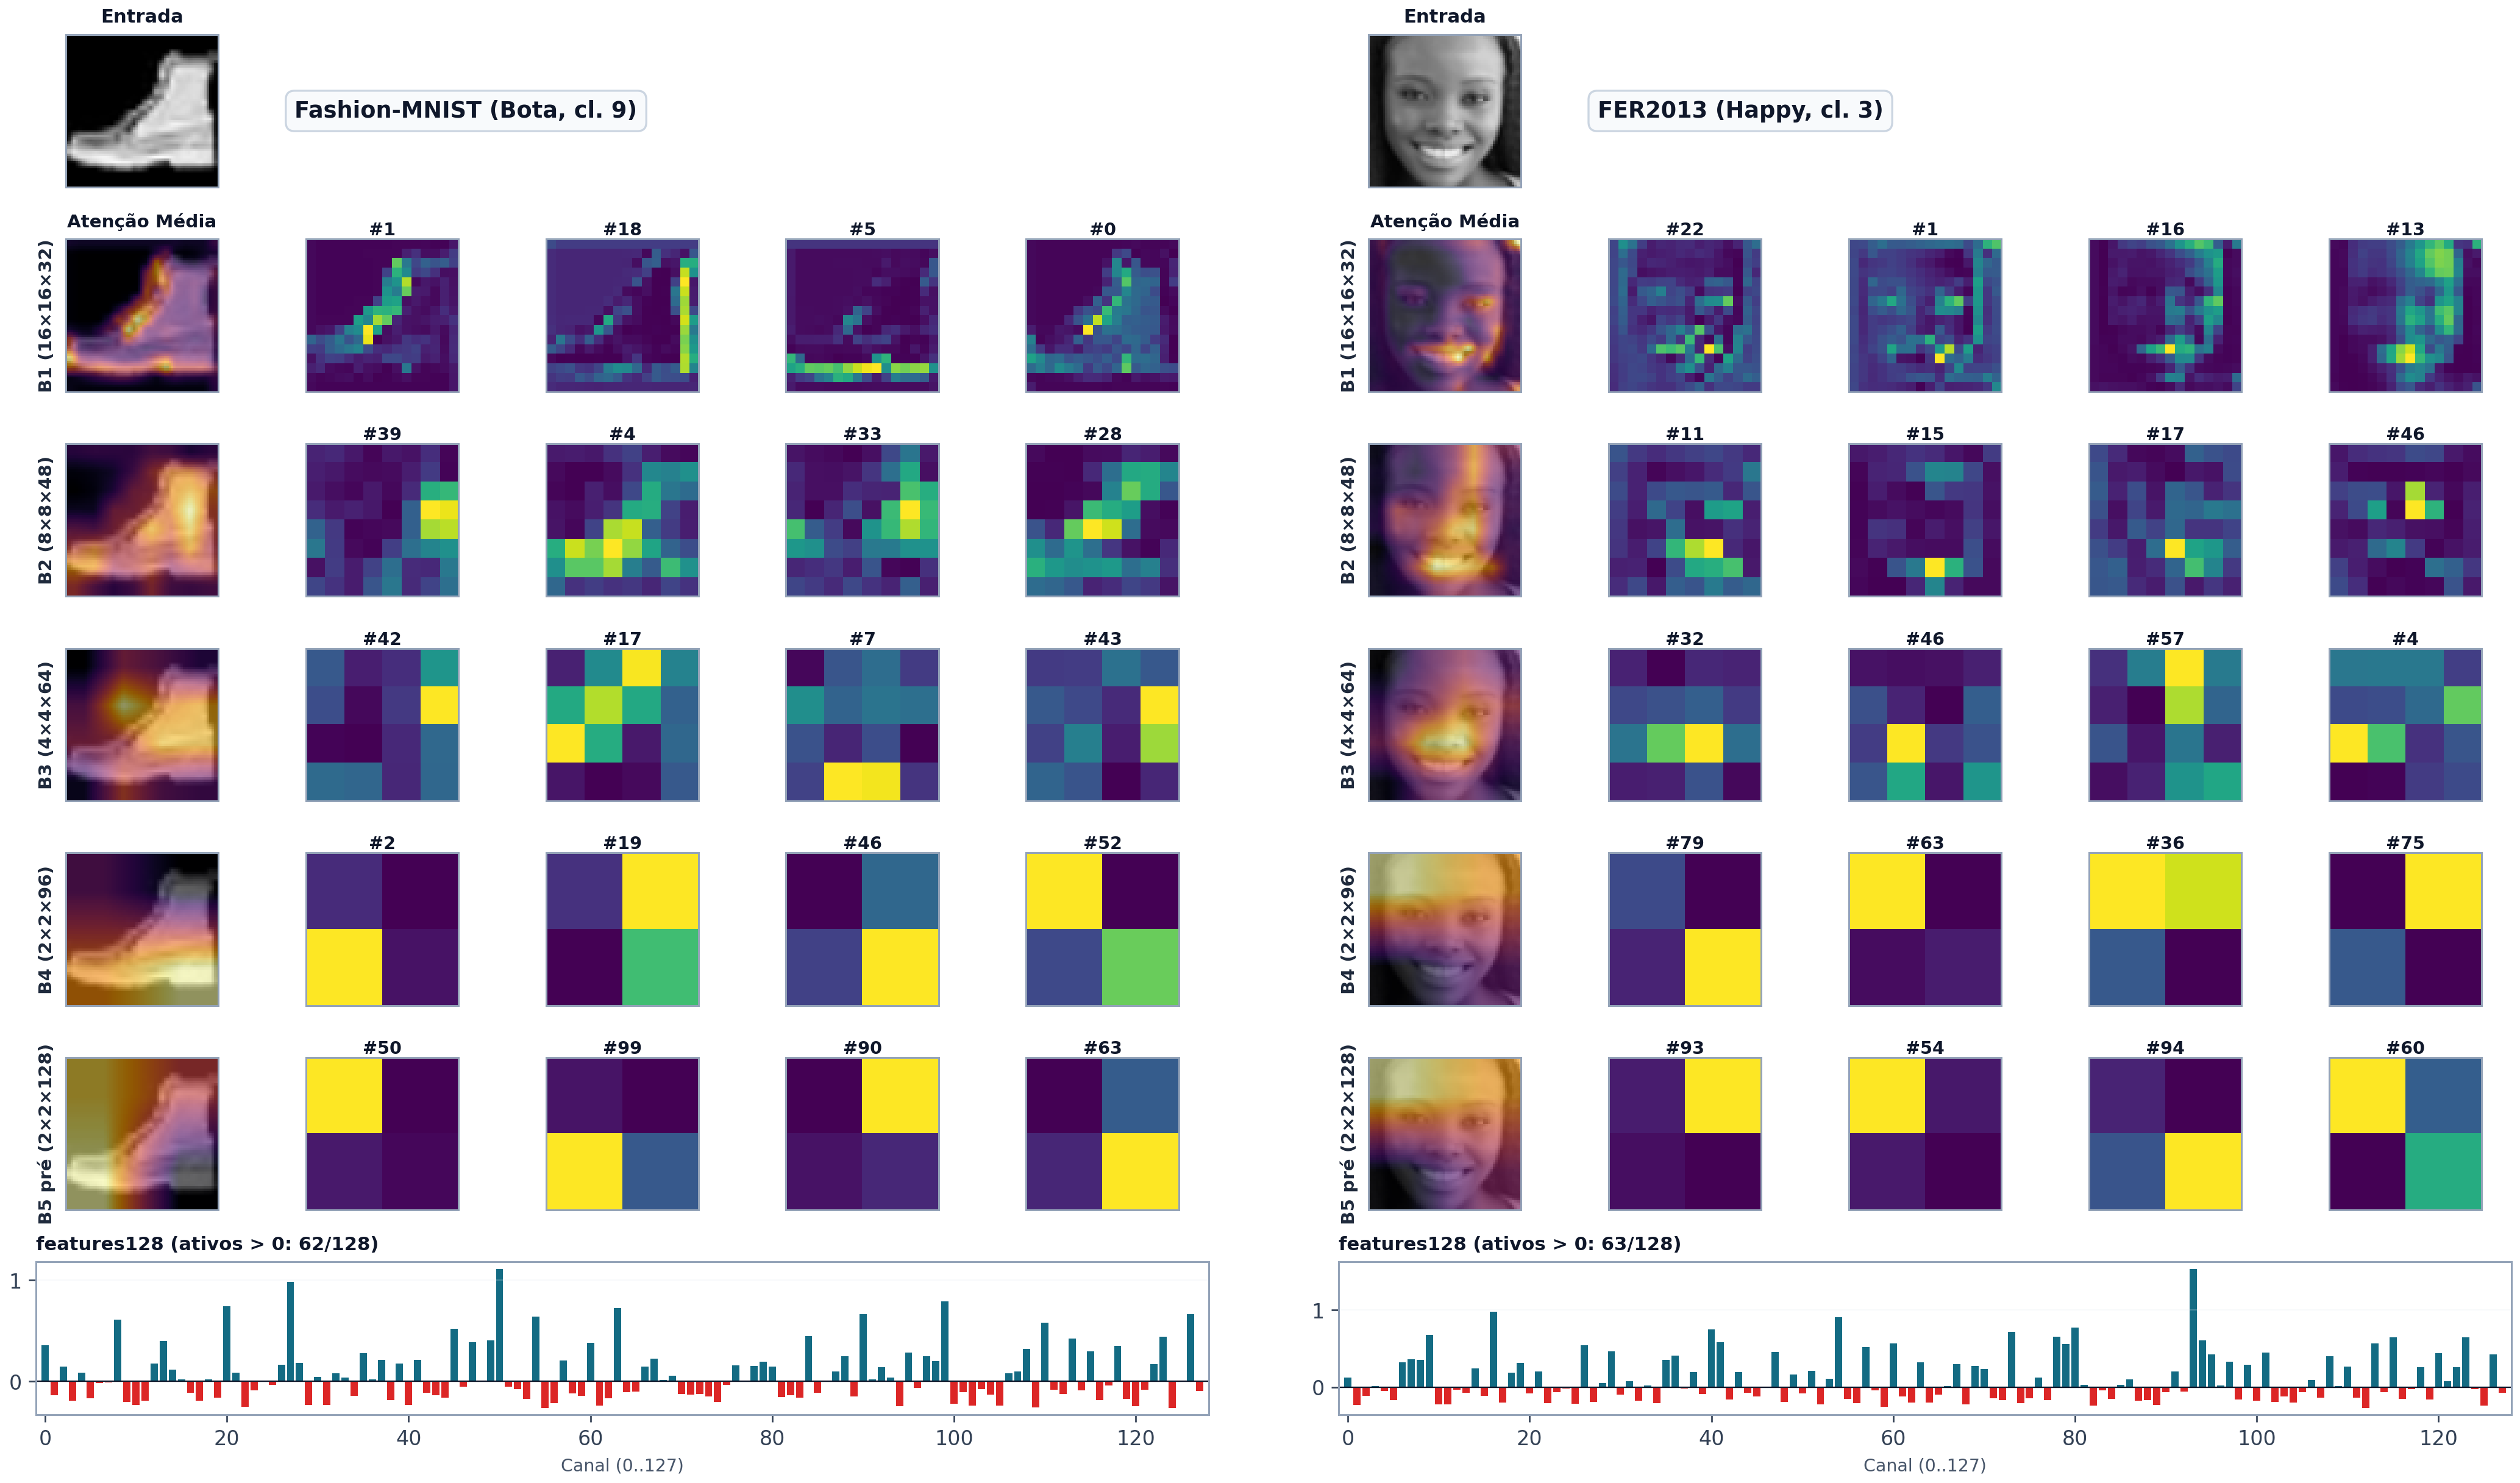 Entrada
Fashion-MNIST (Bota, cl. 9)
Atenção Média
#1 #18 #5 #0
B1 (16×16×32)
#39 #4 #33 #28
B2 (8×8×48)
#42 #17 #7 #43
B3 (4×4×64)
#2 #19 #46 #52
B4 (2×2×96)
#50 #99 #90 #63
B5 pré (2×2×128)
features128 (ativos > 0: 62/128)
1
0
0 20 40 60 80 100 120
Canal (0..127)
Entrada
FER2013 (Happy, cl. 3)
Atenção Média
#22 #1 #16 #13
B1 (16×16×32)
#11 #15 #17 #46
B2 (8×8×48)
#32 #46 #57 #4
B3 (4×4×64)
#79 #63 #36 #75
B4 (2×2×96)
#93 #54 #94 #60
B5 pré (2×2×128)
features128 (ativos > 0: 63/128)
1
0
0 20 40 60 80 100 120
Canal (0..127)